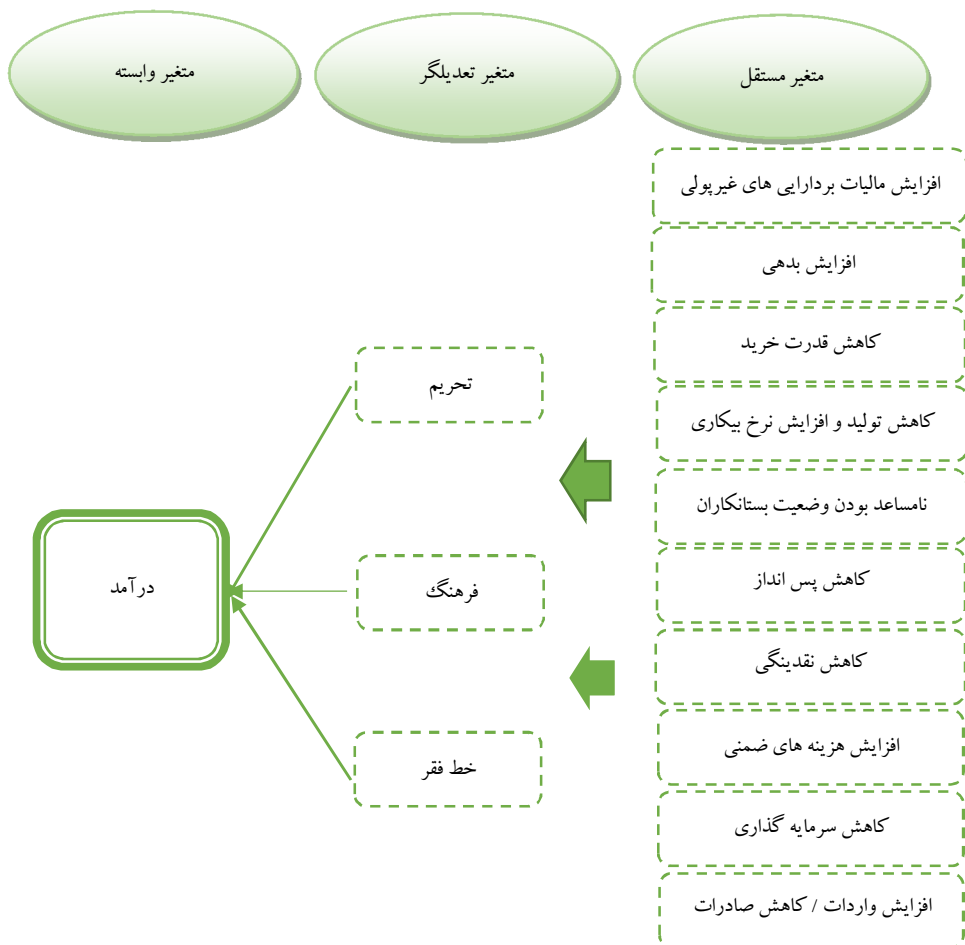 متغیر مستقل
متغیر تعدیلگر
متغیر وابسته
افزایش مالیات بردارایی های غیرپولی
افزایش بدهی
کاهش قدرت خرید
کاهش تولید و افزایش نرخ بیکاری
نامساعد بودن وضعیت بستانکاران
کاهش پس انداز
کاهش نقدینگی
افزایش هزینه های ضمنی
کاهش سرمایه گذاری
افزایش واردات / کاهش صادرات
تحریم
فرهنگ
خط فقر
درآمد